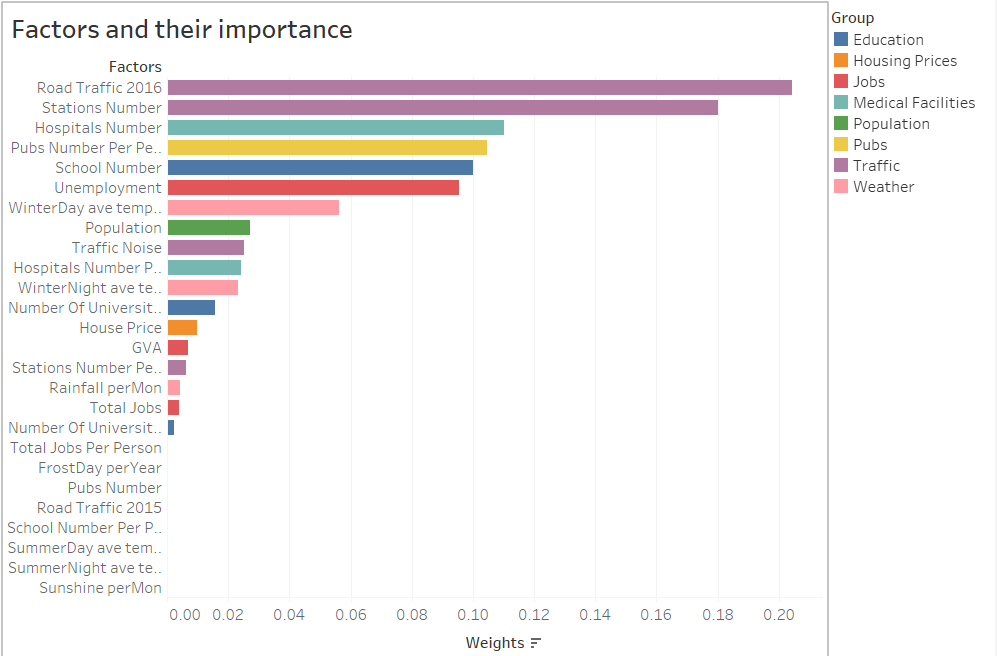 Factors and their importance
Factors
Road Traffic 2016
Stations Number
Hospitals Number
Pubs Number Per Pe..
School Number
Unemployment
WinterDay ave temp..
Population
Traffic Noise
Hospitals Number P..
WinterNight ave te..
Number Of Universit..
House Price
GVA
Stations Number Pe..
Rainfall perMon
Total Jobs
Number Of Universit..
Total Jobs Per Person
FrostDay perYear
Pubs Number
Road Traffic 2015
School Number Per P..
SummerDay ave tem..
SummerNight ave te..
Sunshine perMon
0.00 0.02 0.04 0.06 0.08 0.10 0.12 0.14 0.16 0.18 0.20
Weights
Group
Education
Housing Prices
Jobs
Medical Facilities
Population
Pubs
Traffic
Weather